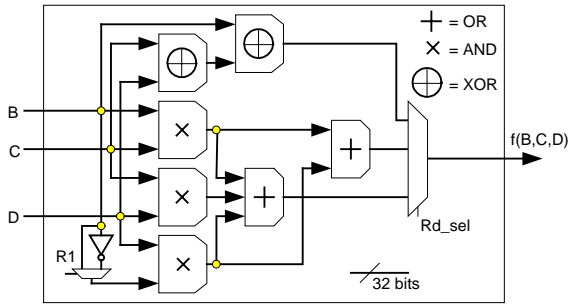 + = OR
× = AND
⊕ = XOR
B
C
D
f(B,C,D)
× 
+
×
+
×
R1
Rd_sel
32 bits